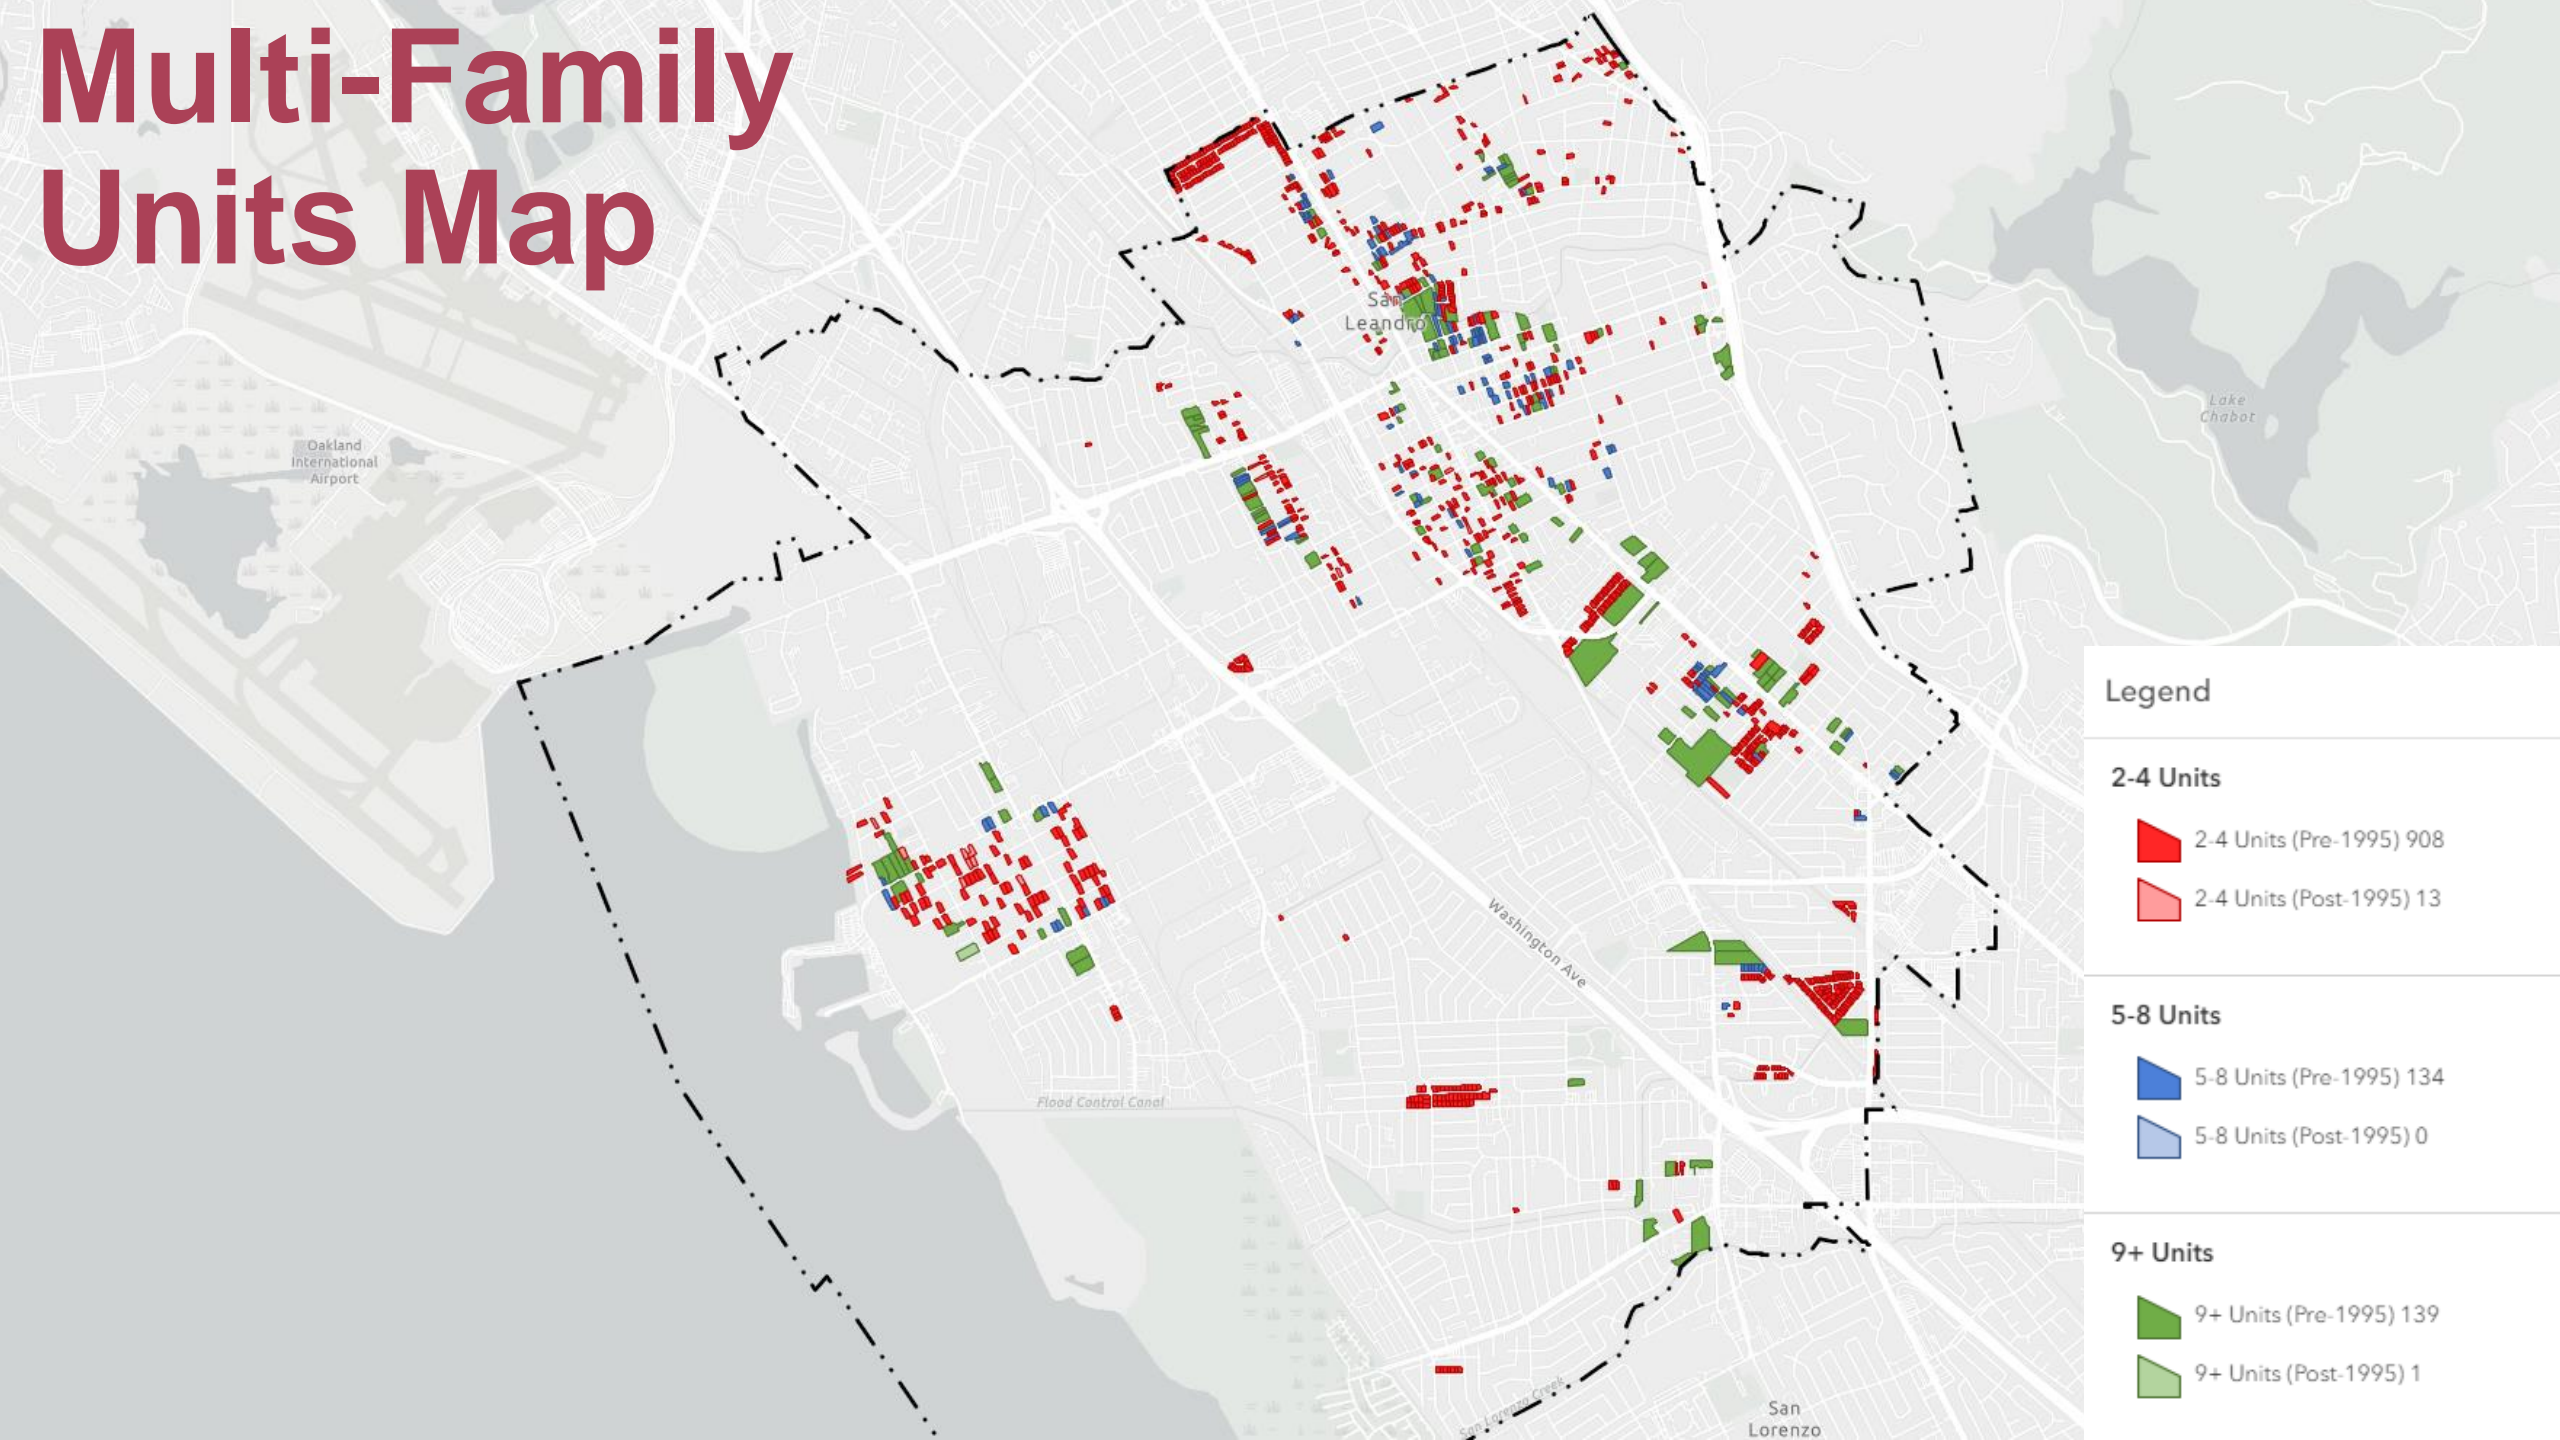 Multi-Family
Units Map
San
Leandro
Oakland
International
Airport
Lake
Chabot
Washington Ave
Flood Control Canal
San Lorenzo Creek
San
Lorenzo
Legend
2-4 Units
2-4 Units (Pre-1995) 908
2-4 Units (Post-1995) 13
5-8 Units
5-8 Units (Pre-1995) 134
5-8 Units (Post-1995) 0
9+ Units
9+ Units (Pre-1995) 139
9+ Units (Post-1995) 1